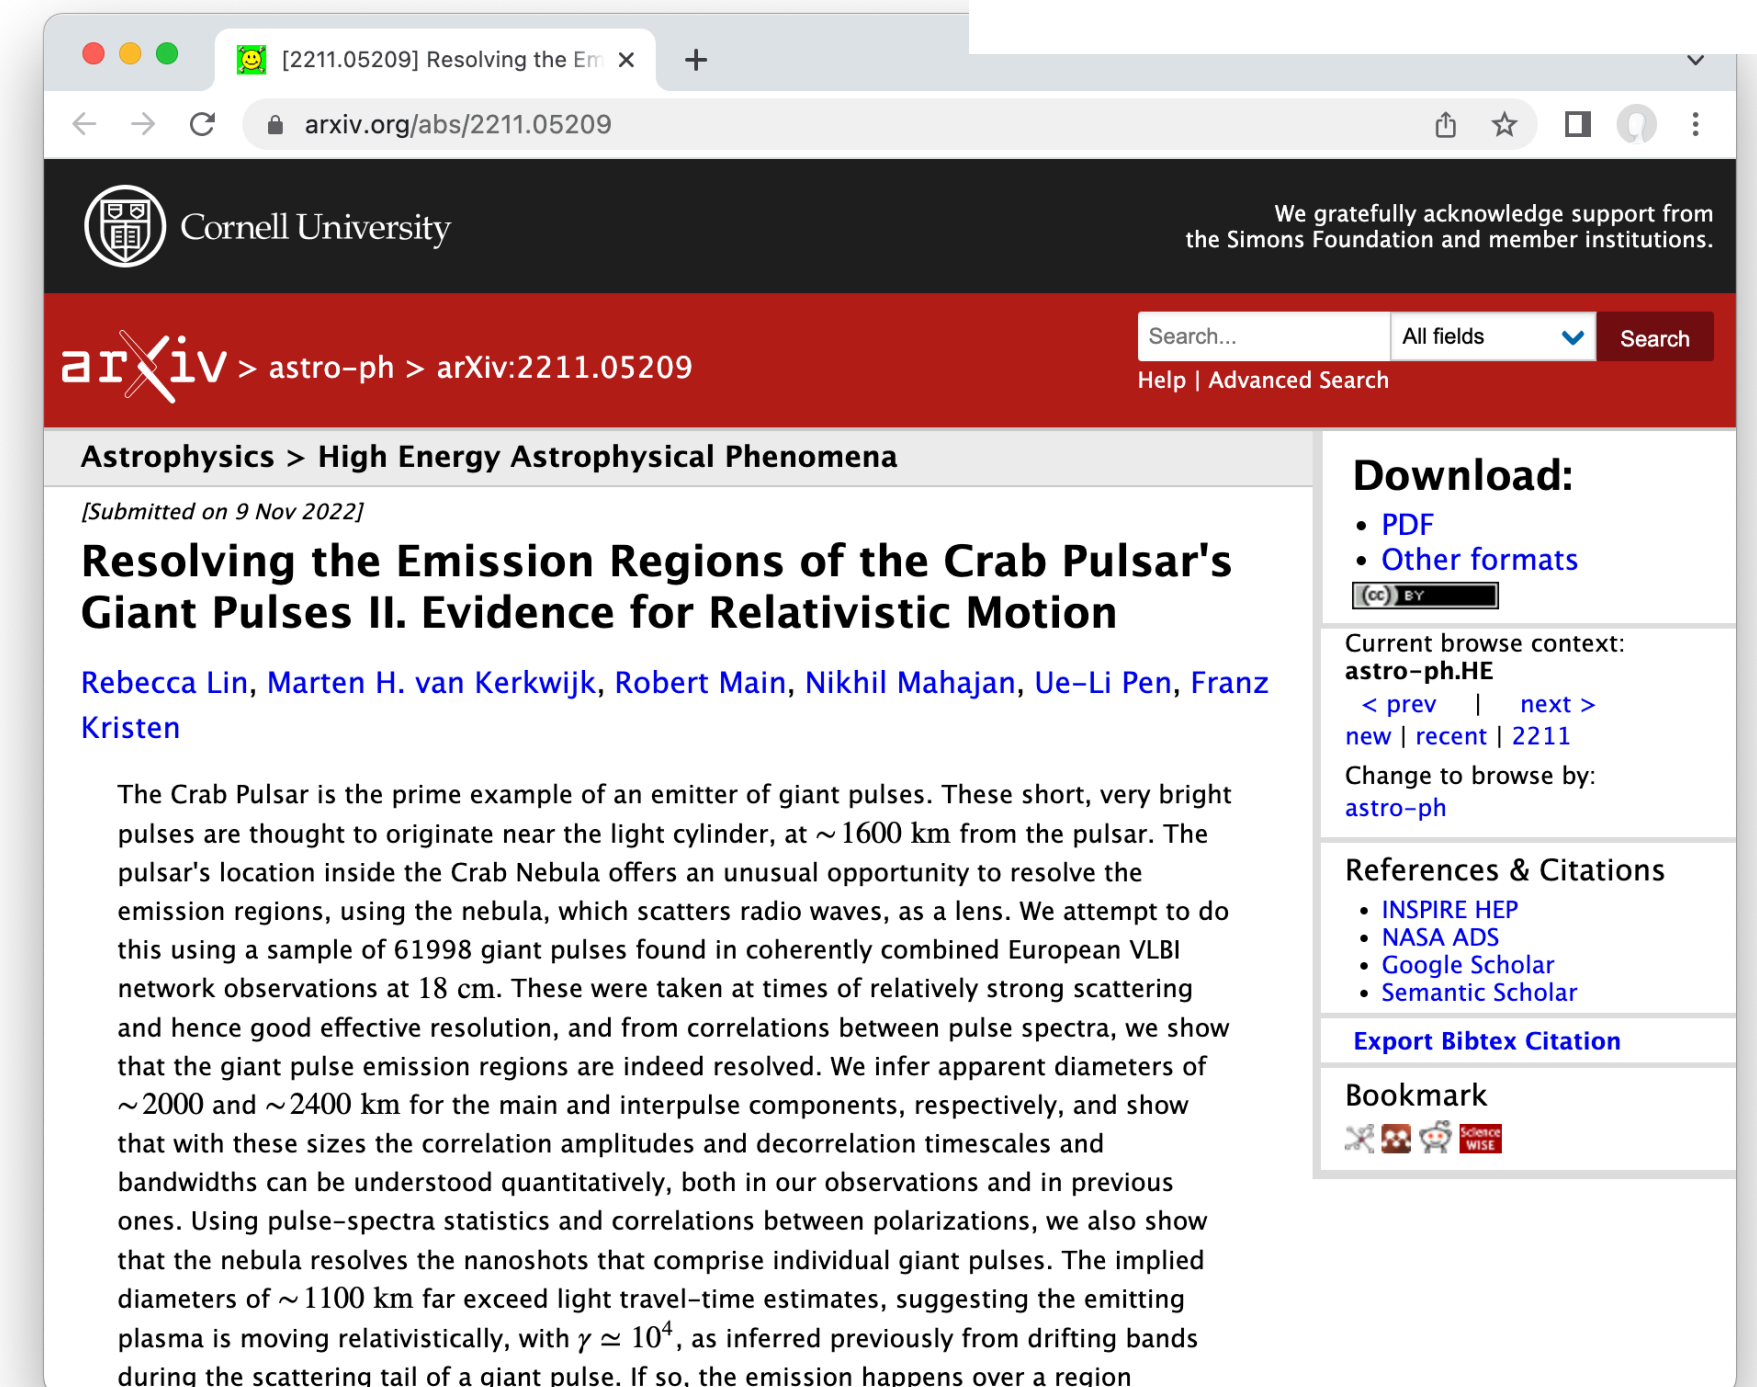 [2211.05209] Resolving the Em
arxiv.org/abs/2211.05209
Cornell University
We gratefully acknowledge support from
the Simons Foundation and member institutions.
arXiv > astro-ph > arXiv:2211.05209
Search...
All fields
Search
Help | Advanced Search
Astrophysics > High Energy Astrophysical Phenomena
[Submitted on 9 Nov 2022]
Resolving the Emission Regions of the Crab Pulsar's
Giant Pulses II. Evidence for Relativistic Motion
Rebecca Lin, Marten H. van Kerkwijk, Robert Main, Nikhil Mahajan, Ue-Li Pen, Franz
Kristen
The Crab Pulsar is the prime example of an emitter of giant pulses. These short, very bright
pulses are thought to originate near the light cylinder, at ~1600 km from the pulsar. The
pulsar's location inside the Crab Nebula offers an unusual opportunity to resolve the
emission regions, using the nebula, which scatters radio waves, as a lens. We attempt to do
this using a sample of 61998 giant pulses found in coherently combined European VLBI
network observations at 18 cm. These were taken at times of relatively strong scattering
and hence good effective resolution, and from correlations between pulse spectra, we show
that the giant pulse emission regions are indeed resolved. We infer apparent diameters of
~2000 and ~2400 km for the main and interpulse components, respectively, and show
that with these sizes the correlation amplitudes and decorrelation timescales and
bandwidths can be understood quantitatively, both in our observations and in previous
ones. Using pulse-spectra statistics and correlations between polarizations, we also show
that the nebula resolves the nanoshots that comprise individual giant pulses. The implied
diameters of ~1100 km far exceed light travel-time estimates, suggesting the emitting
plasma is moving relativistically, with γ ≃ 10⁴, as inferred previously from drifting bands
during the scattering tail of a giant pulse. If so, the emission happens over a region
Download:
• PDF
• Other formats
(cc) BY
Current browse context:
astro-ph.HE
< prev | next >
new | recent | 2211
Change to browse by:
astro-ph
References & Citations
• INSPIRE HEP
• NASA ADS
• Google Scholar
• Semantic Scholar
Export Bibtex Citation
Bookmark
Science
WISE